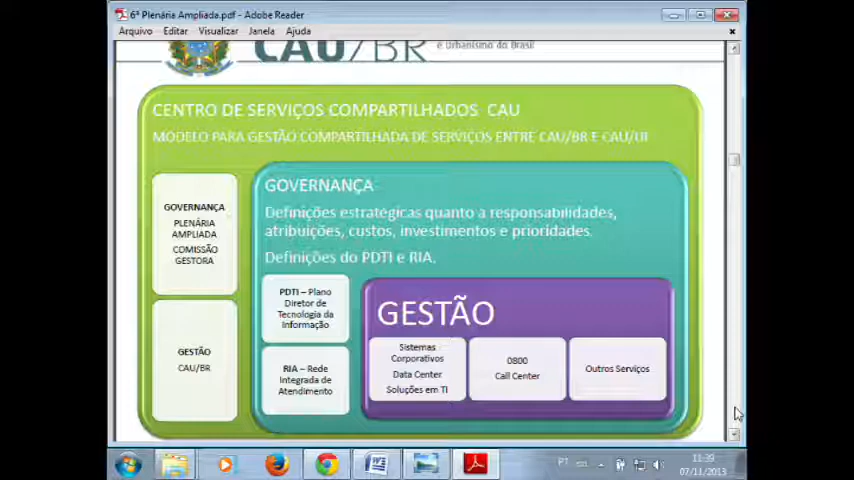 6ª Plenária Ampliada.pdf - Adobe Reader
Arquivo Editar Visualizar Janela Ajuda
CAU/BR
e Urbanismo do Brasil
CENTRO DE SERVIÇOS COMPARTILHADOS CAU
MODELO PARA GESTÃO COMPARTILHADA DE SERVIÇOS ENTRE CAU/BR E CAU/UF
GOVERNANÇA
PLENÁRIA
AMPLIADA
COMISSÃO
GESTORA
GESTÃO
CAU/BR
GOVERNANÇA
Definições estratégicas quanto a responsabilidades,
atribuições, custos, investimentos e prioridades.
Definições do PDTI e RIA.
PDTI – Plano
Diretor de
Tecnologia da
Informação
RIA – Rede
Integrada de
Atendimento
GESTÃO
Sistemas
Corporativos
Data Center
Soluções em TI
0800
Call Center
Outros Serviços
PT
11:39
07/11/2013